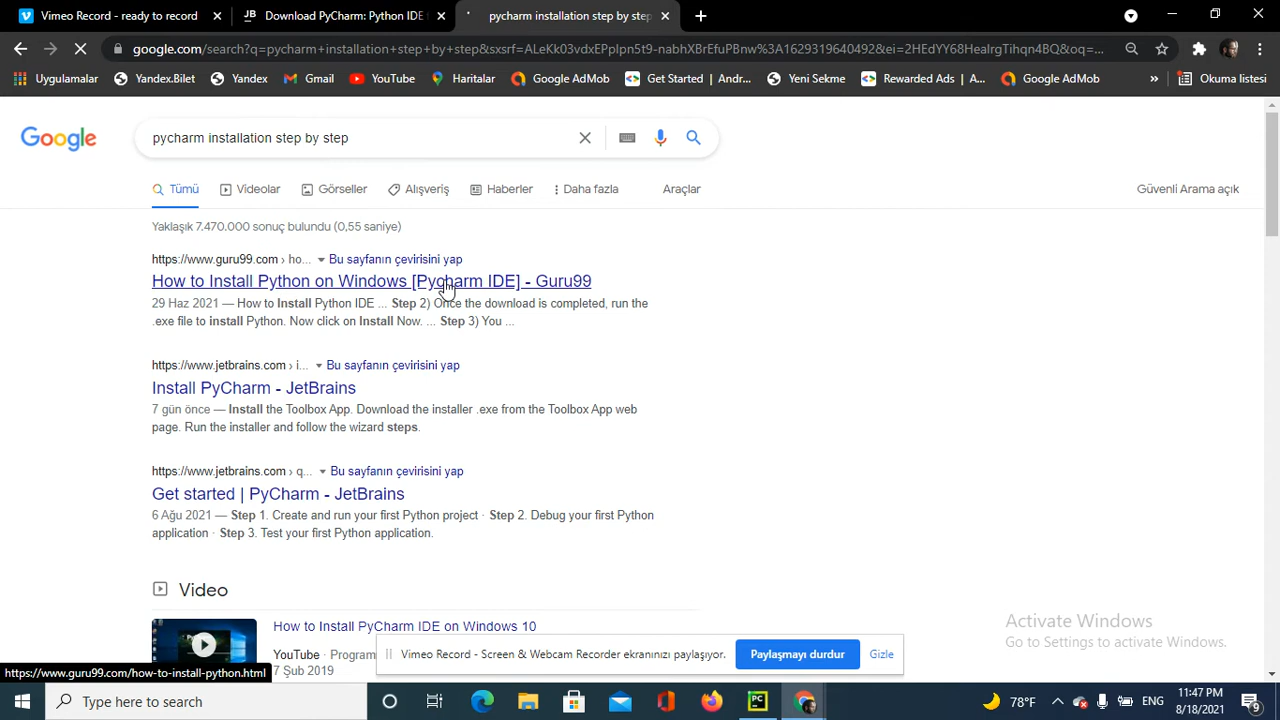 Vimeo Record - ready to record
Download PyCharm: Python IDE
pycharm installation step by step
google.com/search?q=pycharm+installation+step+by+step&sxsrf=ALeKk03vdxEPpIpn5t9-nabhXBrEfuPBnw%3A1629319640492&ei=2HEdYY68HealrgTihqn4BQ&oq=...
Uygulamalar
Yandex.Bilet
Yandex
Gmail
YouTube
Haritalar
Google AdMob
Get Started | Andr...
Yeni Sekme
Rewarded Ads | A...
Google AdMob
»
Okuma listesi
Google
pycharm installation step by step
Tümü
Videolar
Görseller
Alışveriş
Haberler
Daha fazla
Araçlar
Güvenli Arama açık
Yaklaşık 7.470.000 sonuç bulundu (0,55 saniye)
https://www.guru99.com › ho... Bu sayfanın çevirisini yap
How to Install Python on Windows [Pycharm IDE] - Guru99
29 Haz 2021 — How to Install Python IDE ... Step 2) Once the download is completed, run the
.exe file to install Python. Now click on Install Now. ... Step 3) You ...
https://www.jetbrains.com › i... Bu sayfanın çevirisini yap
Install PyCharm - JetBrains
7 gün önce — Install the Toolbox App. Download the installer .exe from the Toolbox App web
page. Run the installer and follow the wizard steps.
https://www.jetbrains.com › q... Bu sayfanın çevirisini yap
Get started | PyCharm - JetBrains
6 Ağu 2021 — Step 1. Create and run your first Python project · Step 2. Debug your first Python
application · Step 3. Test your first Python application.
Video
How to Install PyCharm IDE on Windows 10
YouTube · Program
7 Şub 2019
Vimeo Record - Screen & Webcam Recorder ekranınızı paylaşıyor.
Paylaşmayı durdur
Gizle
Activate Windows
Go to Settings to activate Windows.
https://www.guru99.com/how-to-install-python.html
Type here to search
78°F
ENG
11:47 PM
8/18/2021
9